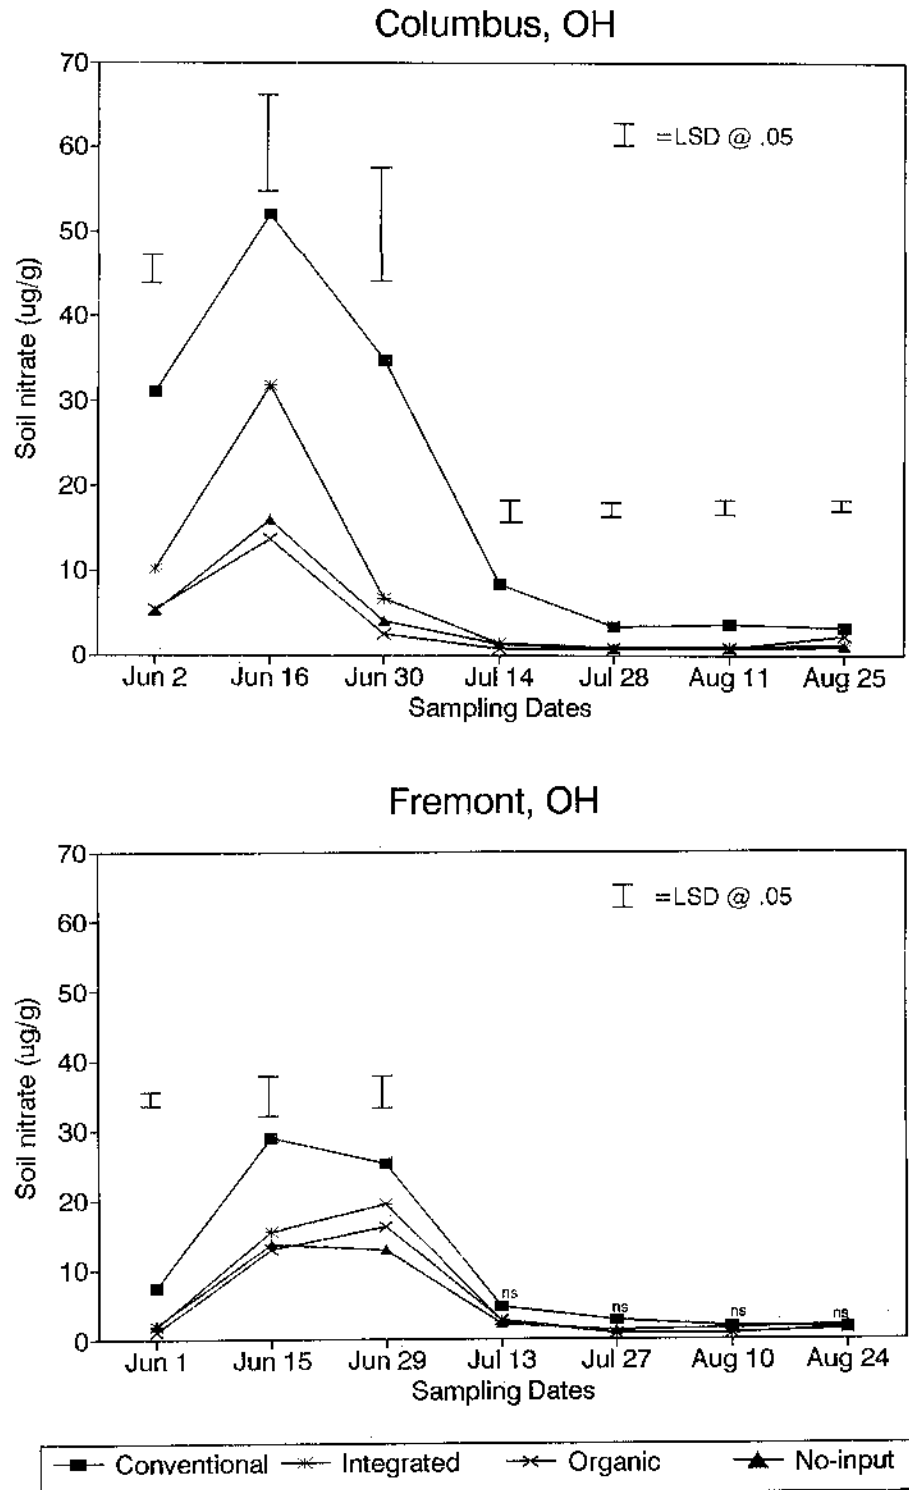 Columbus, OH
70
60
50
40
30
20
10
0
Soil nitrate (ug/g)
=LSD @ .05
Jun 2 Jun 16 Jun 30 Jul 14 Jul 28 Aug 11 Aug 25
Sampling Dates
Fremont, OH
70
60
50
40
30
20
10
0
Soil nitrate (ug/g)
=LSD @ .05
ns ns ns ns
Jun 1 Jun 15 Jun 29 Jul 13 Jul 27 Aug 10 Aug 24
Sampling Dates
Conventional Integrated Organic No-input